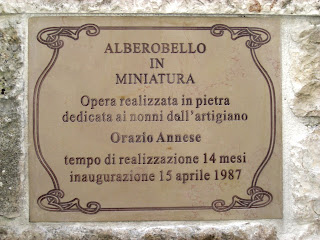 ALBEROBELLO
IN
MINIATURA
Opera realizzata in pietra
dedicata ai nonni dell'artigiano
Orazio Annese
tempo di realizzazione 14 mesi
inaugurazione 15 aprile 1987